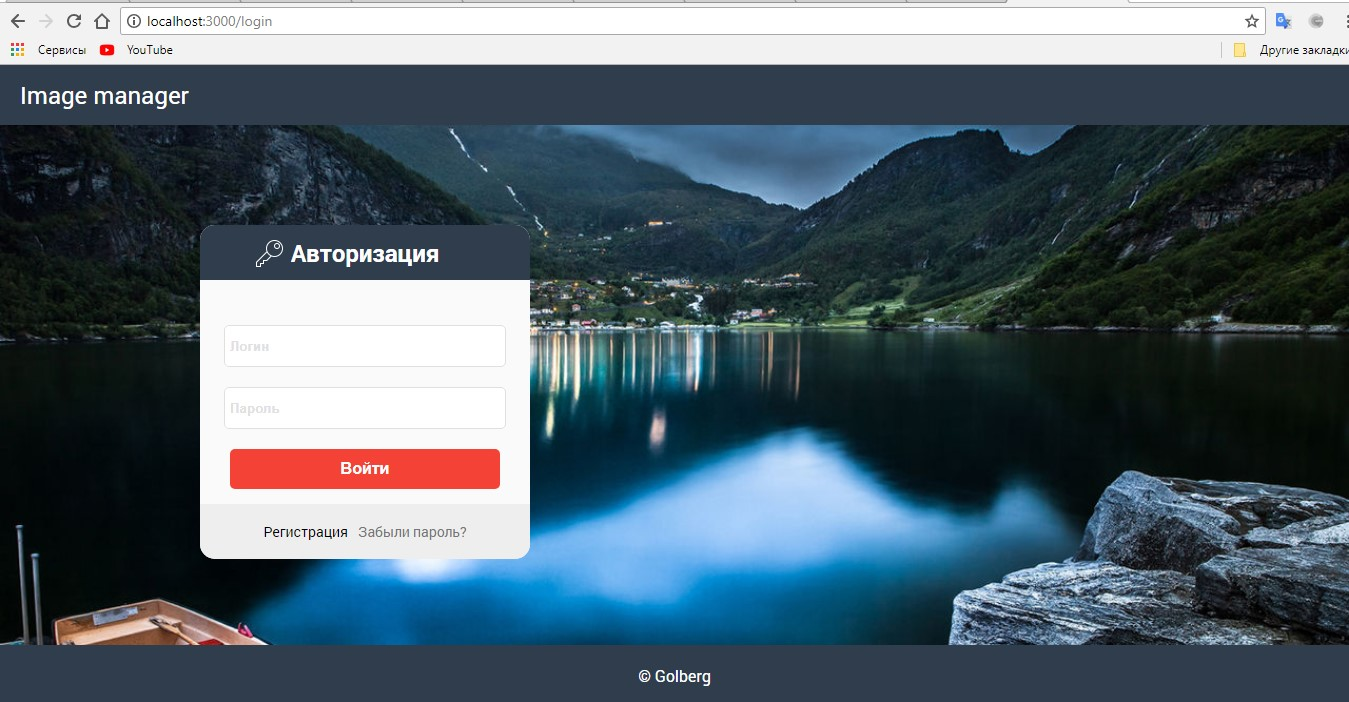 localhost:3000/login
Сервисы YouTube Другие закладки
Image manager
Авторизация
Логин
Пароль
Войти
Регистрация Забыли пароль?
© Golberg